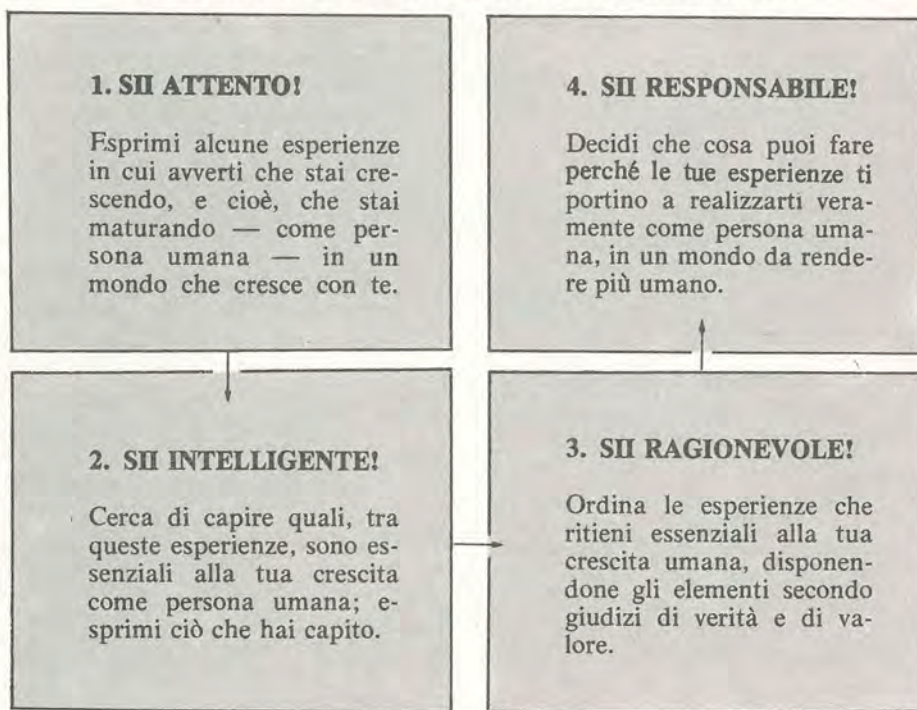 1. SII ATTENTO!
Esprimi alcune esperienze
in cui avverti che stai cre-
scendo, e cioè, che stai
maturando — come per-
sona umana — in un
mondo che cresce con te.
2. SII INTELLIGENTE!
Cerca di capire quali, tra
queste esperienze, sono es-
senziali alla tua crescita
come persona umana; e-
sprimi ciò che hai capito.
3. SII RAGIONEVOLE!
Ordina le esperienze che
ritieni essenziali alla tua
crescita umana, disponen-
done gli elementi secondo
giudizi di verità e di va-
lore.
4. SII RESPONSABILE!
Decidi che cosa puoi fare
perché le tue esperienze ti
portino a realizzarti vera-
mente come persona uma-
na, in un mondo da rende-
re più umano.